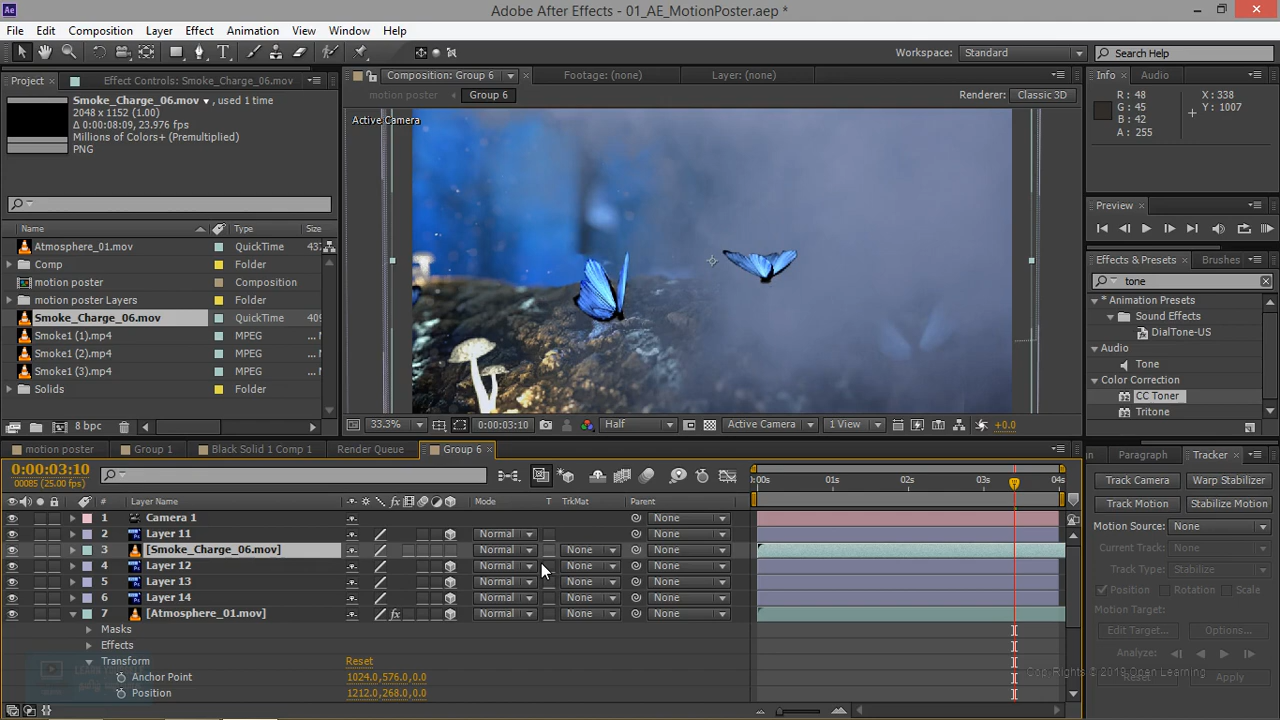 Adobe After Effects - 01_AE_MotionPoster.aep *
File Edit Composition Layer Effect Animation View Window Help
Workspace: Standard Search Help
Project Effect Controls: Smoke_Charge_06.mov
Composition: Group 6 Footage: (none) Layer: (none)
Info Audio
motion poster Group 6 Renderer: Classic 3D
Smoke_Charge_06.mov , used 1 time
2048 x 1152 (1.00)
Δ 0:00:08:09, 23.976 fps
Millions of Colors+ (Premultiplied)
PNG
Active Camera
R: 48 X: 338
G: 45 Y: 1007
B: 42
A: 255
Preview
Name Type Size
Atmosphere_01.mov QuickTime
Comp Folder
motion poster Composition
motion poster Layers Folder
Smoke_Charge_06.mov QuickTime
Smoke1 (1).mp4 MPEG ... M
Smoke1 (2).mp4 MPEG ... M
Smoke1 (3).mp4 MPEG ... M
Solids Folder
8 bpc
Effects & Presets Brushes
tone
* Animation Presets
Sound Effects
DialTone-US
Audio
Tone
Color Correction
CC Toner
Tritone
33.3% 0:00:03:10 Half Active Camera 1 View +0.0
motion poster Group 1 Black Solid 1 Comp 1 Render Queue Group 6
0:00:03:10
00085 (25.00 fps)
:00s 01s 02s 03s 04s
# Layer Name Mode T TrkMat Parent
1 Camera 1 None
2 Layer 11 Normal None
3 [Smoke_Charge_06.mov] Normal None None
4 Layer 12 Normal None None
5 Layer 13 Normal None None
6 Layer 14 Normal None None
7 [Atmosphere_01.mov] Normal None None
Masks
Effects
Transform Reset
Anchor Point 1024.0,576.0,0.0
Position 1212.0,268.0,0.0
Paragraph Tracker
Track Camera Warp Stabilizer
Track Motion Stabilize Motion
Motion Source: None
Current Track: None
Track Type: Stabilize
Position Rotation Scale
Motion Target:
Edit Target... Options...
Analyze:
Reset Apply
Cop Rights © 2019 Open Learning